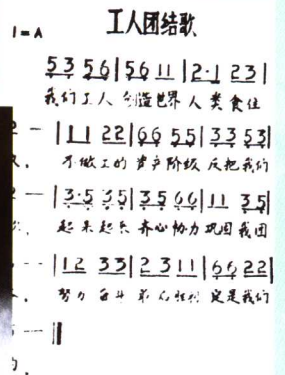 工人团结歌
1=A
5 3 5 6 | 5 6 1 1 | 2·1 2 3 |
我们工人 创造世界 人类食住
2 — | 1 1 2 2 | 6 6 5 5 | 3 3 5 3 |
不做工的 资产阶级 反把我们
2 — | 3·5 3 5 | 3 5 6 6 | 1 1 3 5 |
起来起来 齐心协力 巩固我团
— — | 1 2 3 3 | 2 3 1 1 | 6 6 2 2 |
努力奋斗 最后胜利 定是我们
5 — — ‖
的.